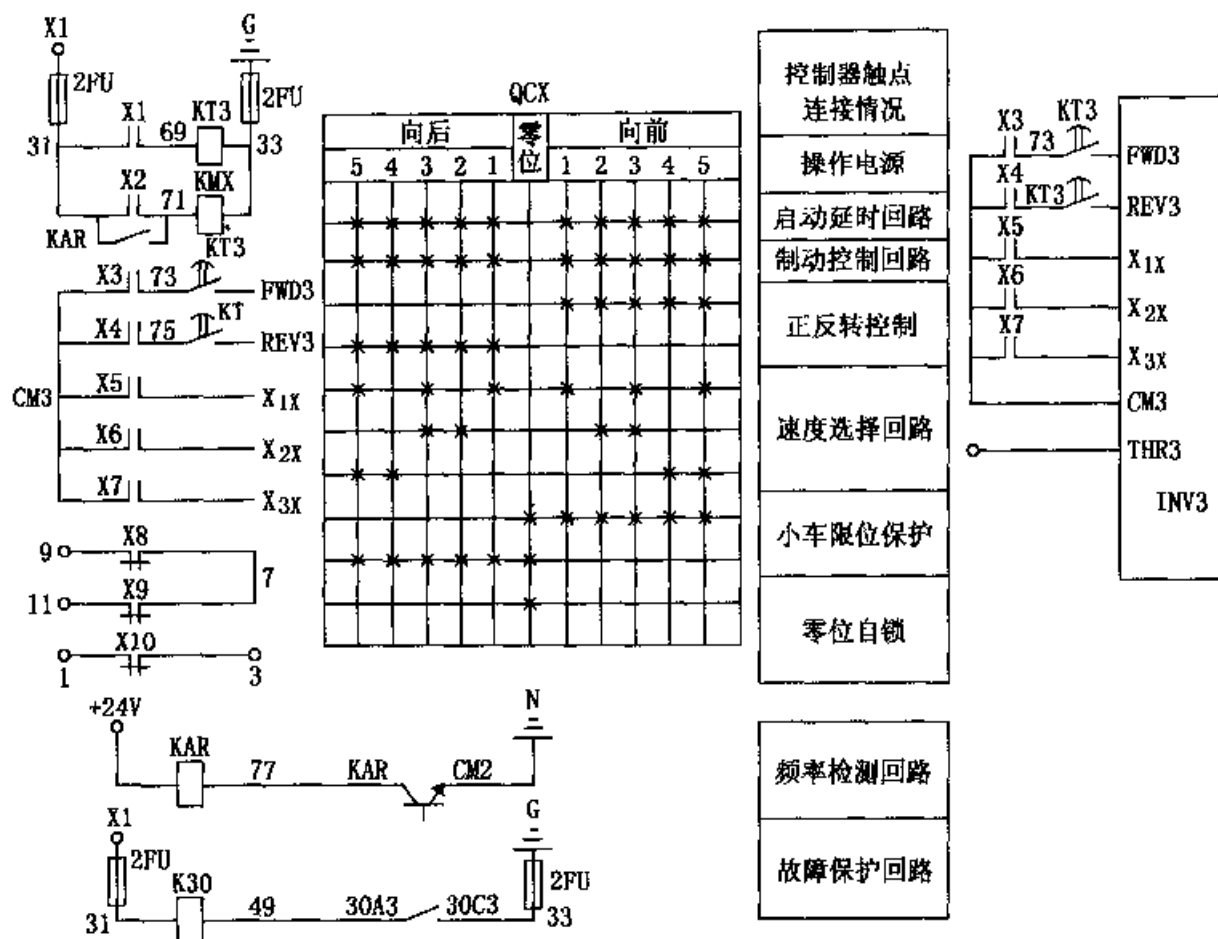 X1
G
2FU
2FU
X1
69
KT3
31
33
X2
71
KMX
KAR
KT3
X3
73
FWD3
X4
75
KT
REV3
CM3
X5
X1X
X6
X2X
X7
X3X
9
X8
7
11
X9
X10
1
3
QCX
向后
零位
向前
5 4 3 2 1
1 2 3 4 5
控制器触点
连接情况
操作电源
启动延时回路
制动控制回路
正反转控制
速度选择回路
小车限位保护
零位自锁
X3
73
KT3
FWD3
X4
KT3
REV3
X5
X1X
X6
X2X
X7
X3X
CM3
THR3
INV3
+24V
N
KAR
77
KAR
CM2
频率检测回路
X1
G
2FU
2FU
K30
31
49
30A3
30C3
33
故障保护回路